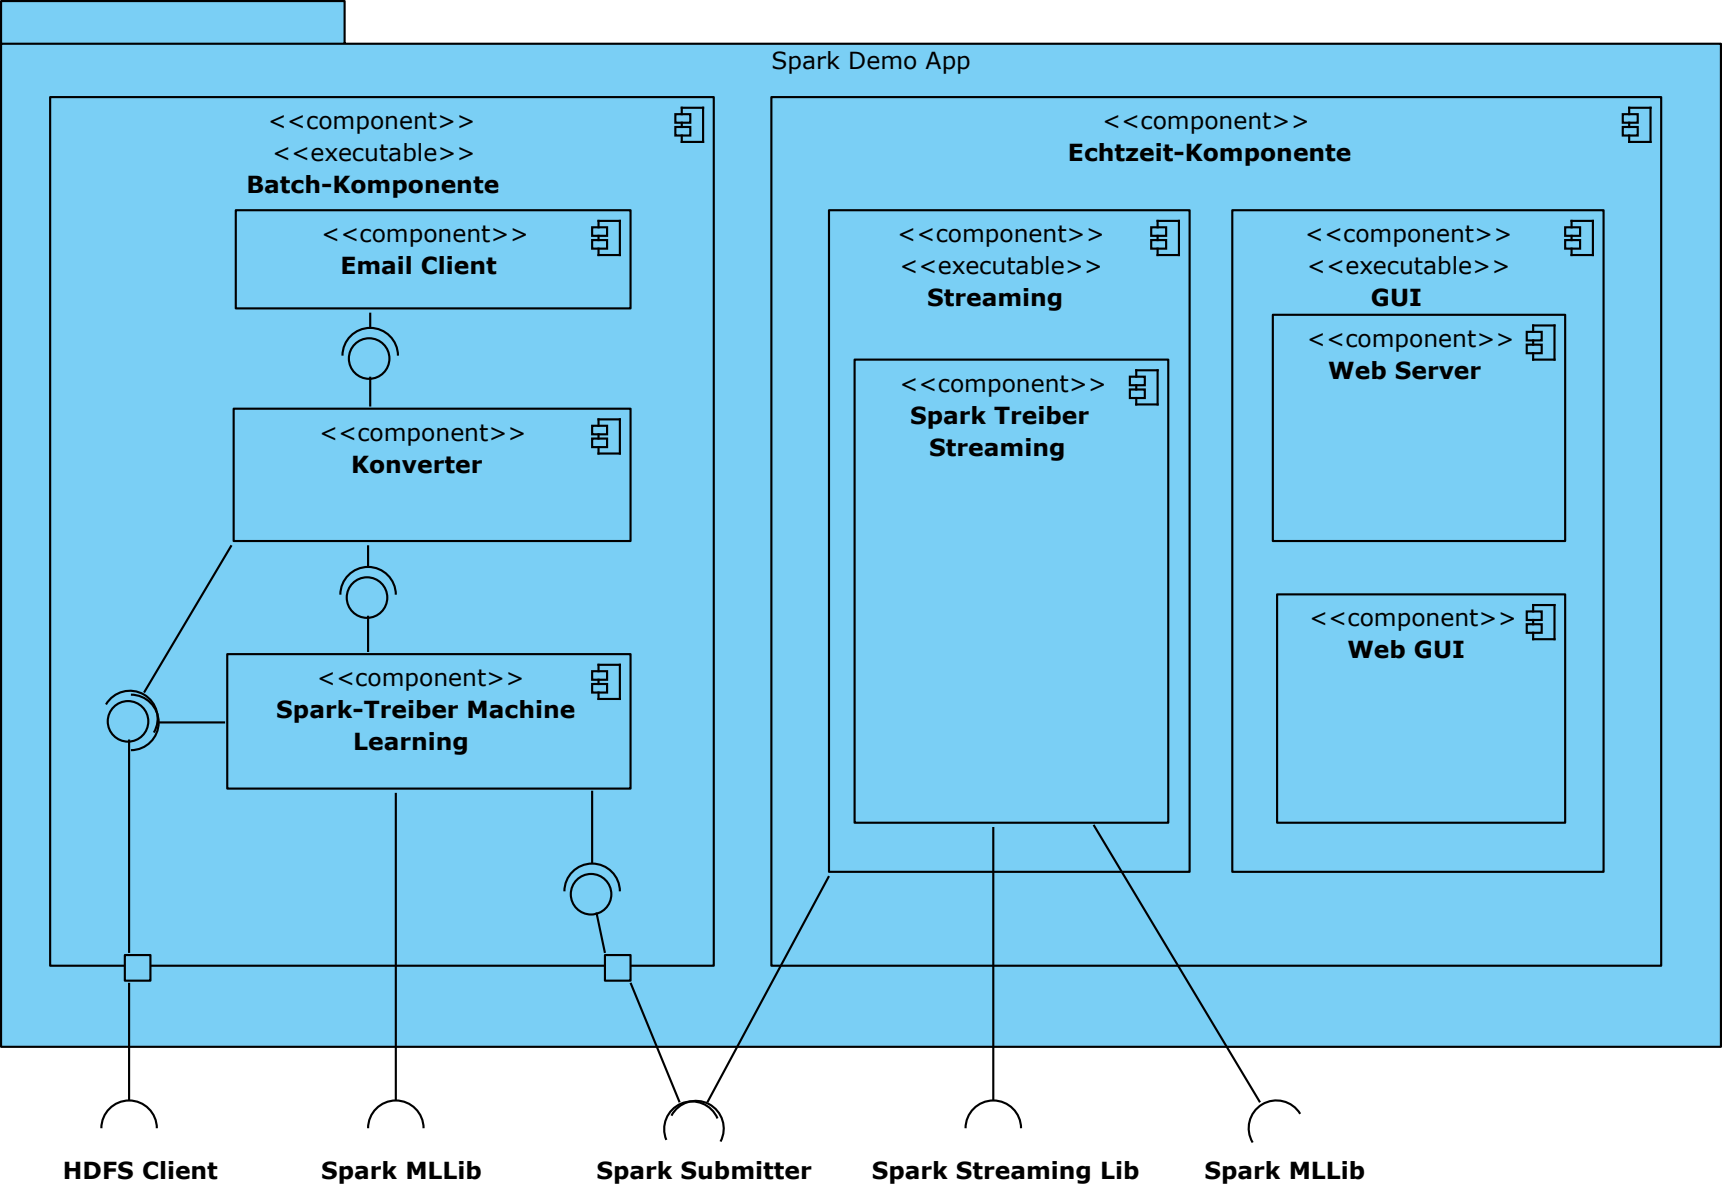 Spark Demo App
<<component>>
<<executable>>
Batch-Komponente
<<component>>
Email Client
<<component>>
Konverter
<<component>>
Spark-Treiber Machine
Learning
<<component>>
Echtzeit-Komponente
<<component>>
<<executable>>
Streaming
<<component>>
Spark Treiber
Streaming
<<component>>
<<executable>>
GUI
<<component>>
Web Server
<<component>>
Web GUI
HDFS Client
Spark MLLib
Spark Submitter
Spark Streaming Lib
Spark MLLib